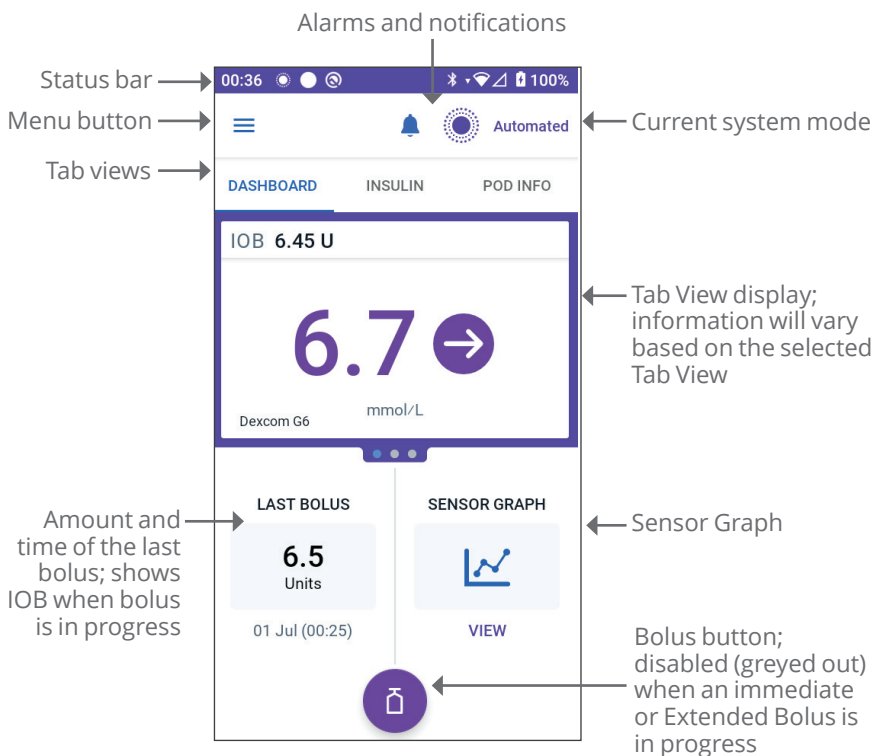 Alarms and notifications
Status bar
00:36
100%
Menu button
Automated
Current system mode
Tab views
DASHBOARD
INSULIN
POD INFO
IOB 6.45 U
6.7
mmol/L
Dexcom G6
Tab View display;
information will vary
based on the selected
Tab View
LAST BOLUS
6.5
Units
01 Jul (00:25)
Amount and
time of the last
bolus; shows
IOB when bolus
is in progress
SENSOR GRAPH
VIEW
Sensor Graph
Bolus button;
disabled (greyed out)
when an immediate
or Extended Bolus is
in progress